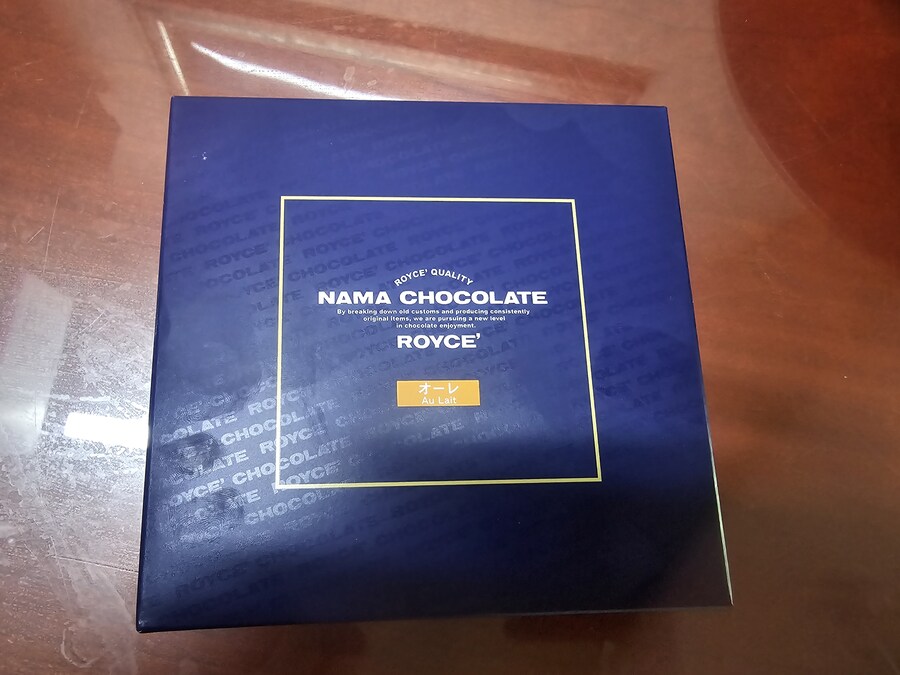 ROYCE' QUALITY
NAMA CHOCOLATE
By breaking down old customs and producing consistently
original items, we are pursuing a new level
in chocolate enjoyment.
ROYCE'
オーレ
Au Lait